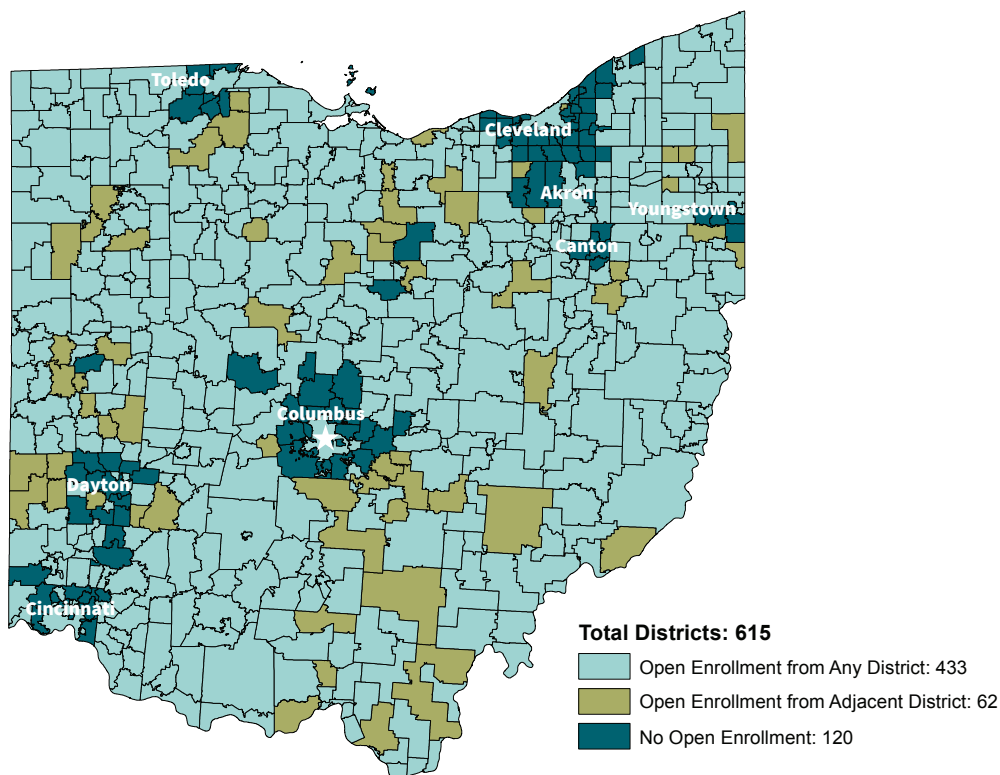 Toledo
Cleveland
Akron
Youngstown
Canton
Columbus
Dayton
Cincinnati
Total Districts: 615
Open Enrollment from Any District: 433
Open Enrollment from Adjacent District: 62
No Open Enrollment: 120